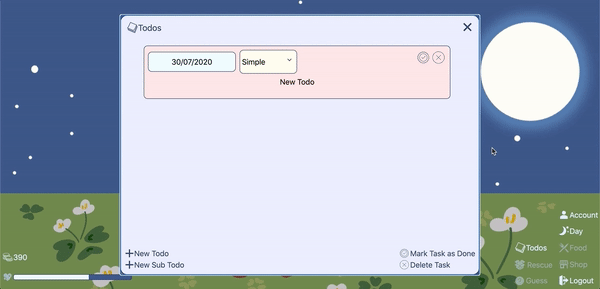 Todos
30/07/2020
Simple
New Todo
New Todo
New Sub Todo
Mark Task as Done
Delete Task
390
Account
Day
Todos
Food
Rescue
Shop
Guess
Logout